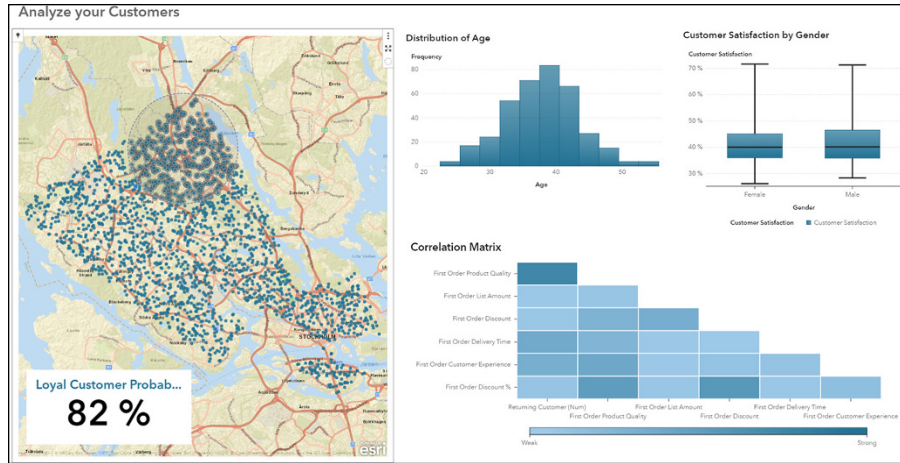 Analyze your Customers
STOCKHOLM
Loyal Customer Probab...
82 %
esri
Distribution of Age
Frequency
80
60
40
20
0
20
30
40
50
Age
Customer Satisfaction by Gender
Customer Satisfaction
70 %
60 %
50 %
40 %
30 %
Female
Male
Gender
Customer Satisfaction
Customer Satisfaction
Correlation Matrix
First Order Product Quality
First Order List Amount
First Order Discount
First Order Delivery Time
First Order Customer Experience
First Order Discount %
Returning Customer (Num)
First Order List Amount
First Order Delivery Time
First Order Product Quality
First Order Discount
First Order Customer Experience
Weak
Strong